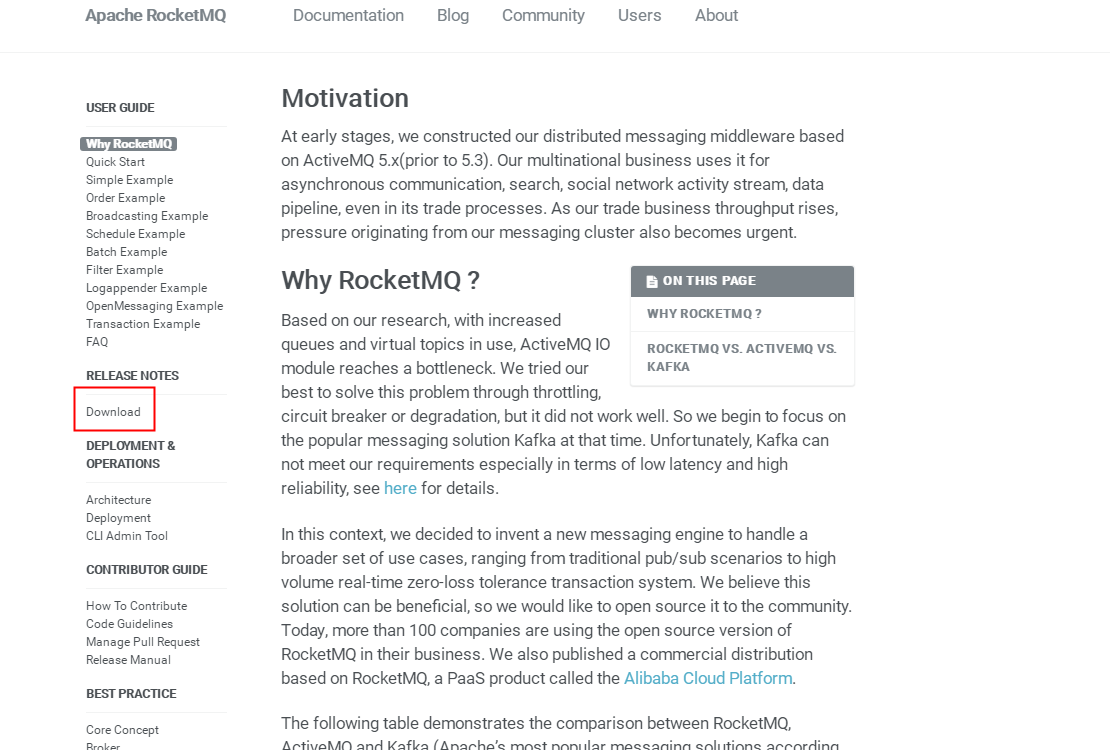 Apache RocketMQ
Documentation
Blog
Community
Users
About
USER GUIDE
Why RocketMQ
Quick Start
Simple Example
Order Example
Broadcasting Example
Schedule Example
Batch Example
Filter Example
Logappender Example
OpenMessaging Example
Transaction Example
FAQ
RELEASE NOTES
Download
DEPLOYMENT &
OPERATIONS
Architecture
Deployment
CLI Admin Tool
CONTRIBUTOR GUIDE
How To Contribute
Code Guidelines
Manage Pull Request
Release Manual
BEST PRACTICE
Core Concept
Broker
Motivation
At early stages, we constructed our distributed messaging middleware based
on ActiveMQ 5.x(prior to 5.3). Our multinational business uses it for
asynchronous communication, search, social network activity stream, data
pipeline, even in its trade processes. As our trade business throughput rises,
pressure originating from our messaging cluster also becomes urgent.
Why RocketMQ ?
ON THIS PAGE
WHY ROCKETMQ ?
ROCKETMQ VS. ACTIVEMQ VS.
KAFKA
Based on our research, with increased
queues and virtual topics in use, ActiveMQ IO
module reaches a bottleneck. We tried our
best to solve this problem through throttling,
circuit breaker or degradation, but it did not work well. So we begin to focus on
the popular messaging solution Kafka at that time. Unfortunately, Kafka can
not meet our requirements especially in terms of low latency and high
reliability, see here for details.
In this context, we decided to invent a new messaging engine to handle a
broader set of use cases, ranging from traditional pub/sub scenarios to high
volume real-time zero-loss tolerance transaction system. We believe this
solution can be beneficial, so we would like to open source it to the community.
Today, more than 100 companies are using the open source version of
RocketMQ in their business. We also published a commercial distribution
based on RocketMQ, a PaaS product called the Alibaba Cloud Platform.
The following table demonstrates the comparison between RocketMQ,
ActiveMQ and Kafka (Apache's most popular messaging solutions according